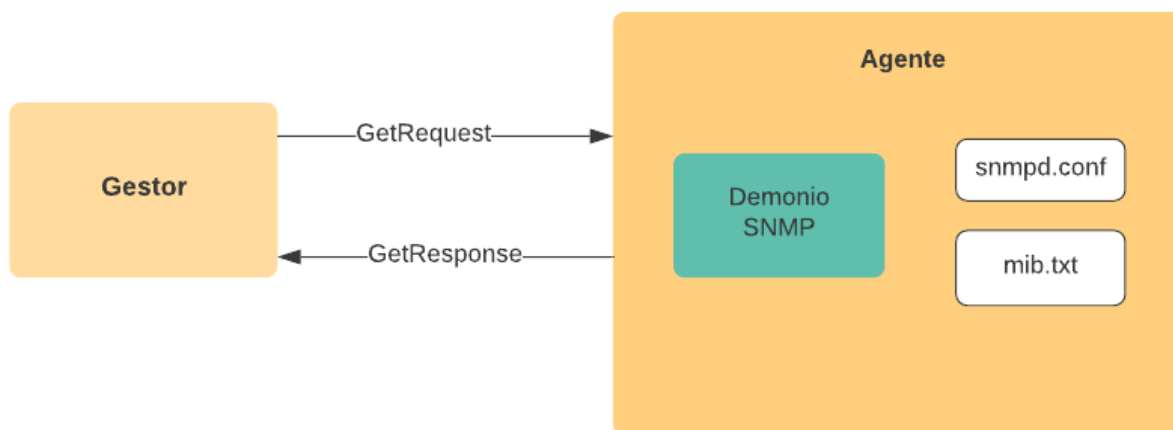 Agente
GetRequest
snmpd.conf
Gestor
Demonio
SNMP
GetResponse
mib.txt